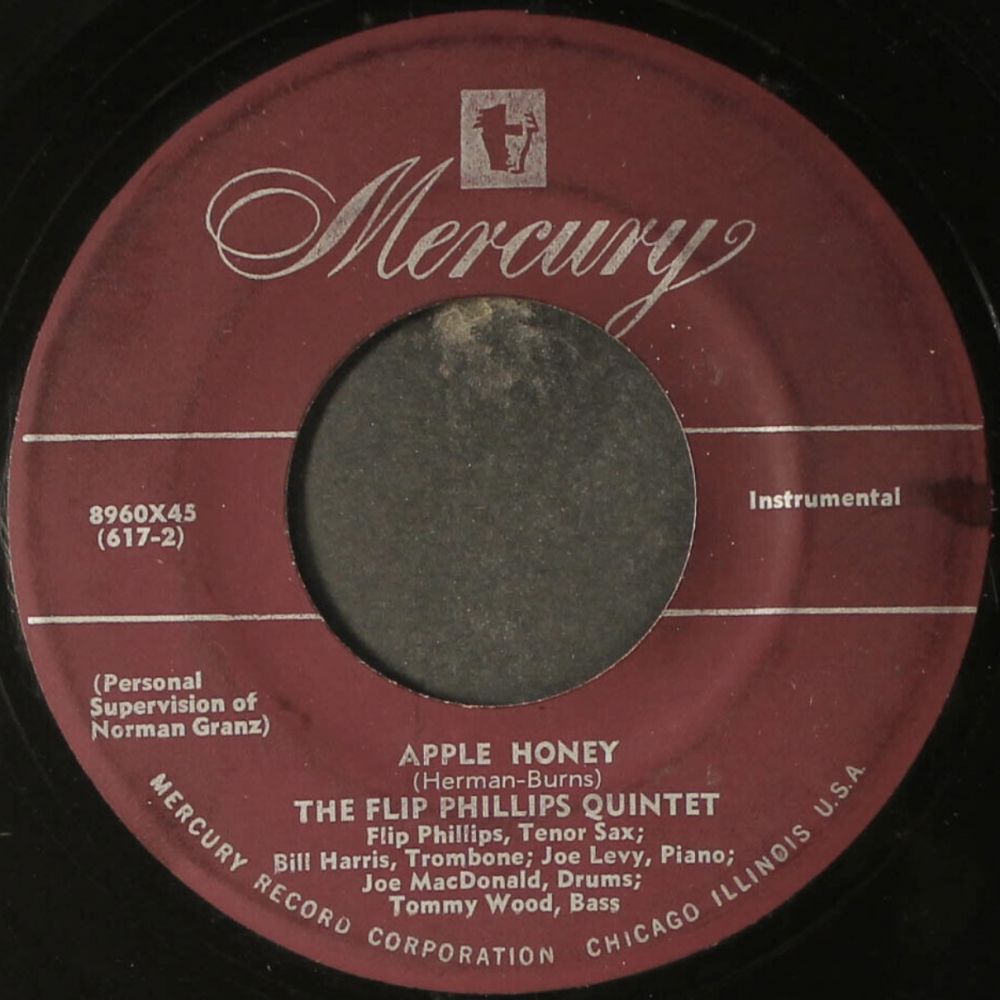 Mercury
8960X45
(617-2)
Instrumental
(Personal
Supervision of
Norman Granz)
APPLE HONEY
(Herman-Burns)
THE FLIP PHILLIPS QUINTET
Flip Phillips, Tenor Sax;
Bill Harris, Trombone; Joe Levy, Piano;
Joe MacDonald, Drums;
Tommy Wood, Bass
MERCURY RECORD CORPORATION CHICAGO ILLINOIS U.S.A.